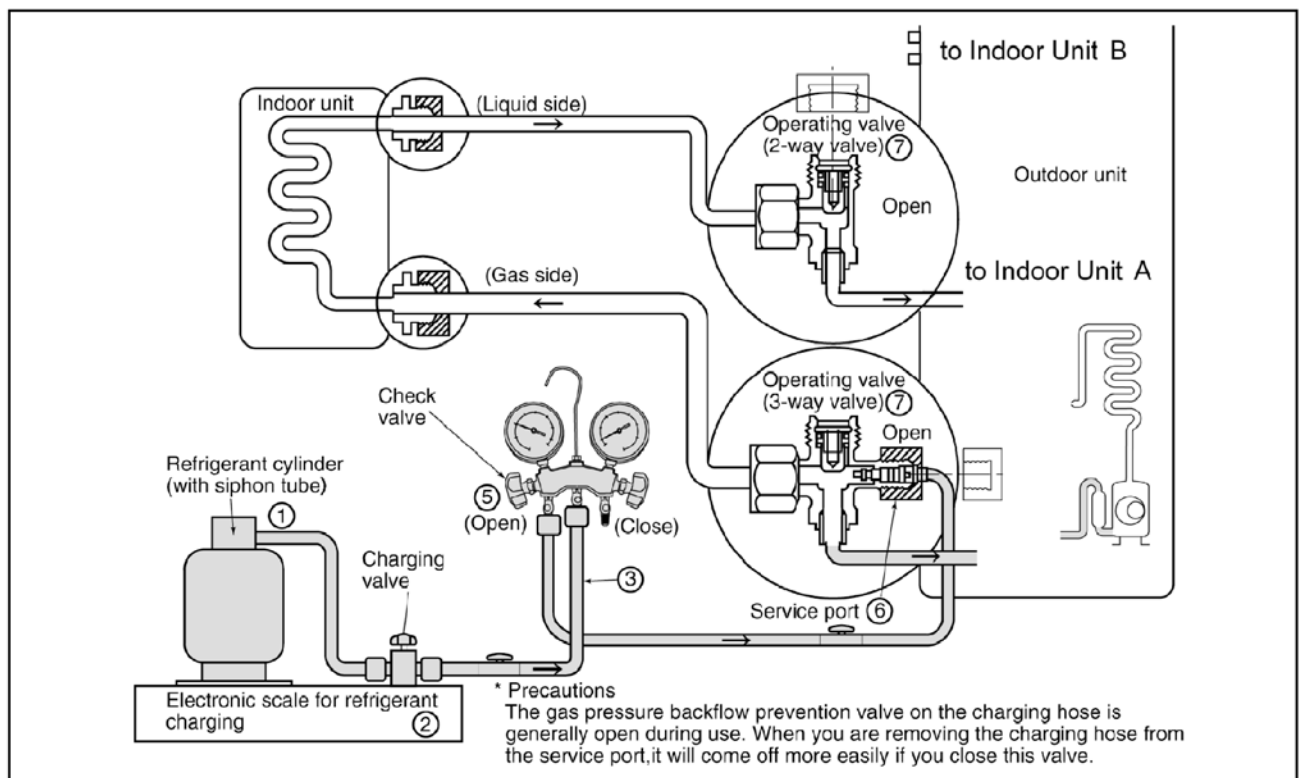 to Indoor Unit B
Indoor unit
(Liquid side)
Operating valve
(2-way valve) ⑦
Open
Outdoor unit
to Indoor Unit A
(Gas side)
Operating valve
(3-way valve) ⑦
Open
Check
valve
Refrigerant cylinder
(with siphon tube)
①
⑤
(Open)
(Close)
Charging
valve
③
Service port ⑥
Electronic scale for refrigerant
charging ②
* Precautions
The gas pressure backflow prevention valve on the charging hose is
generally open during use. When you are removing the charging hose from
the service port,it will come off more easily if you close this valve.